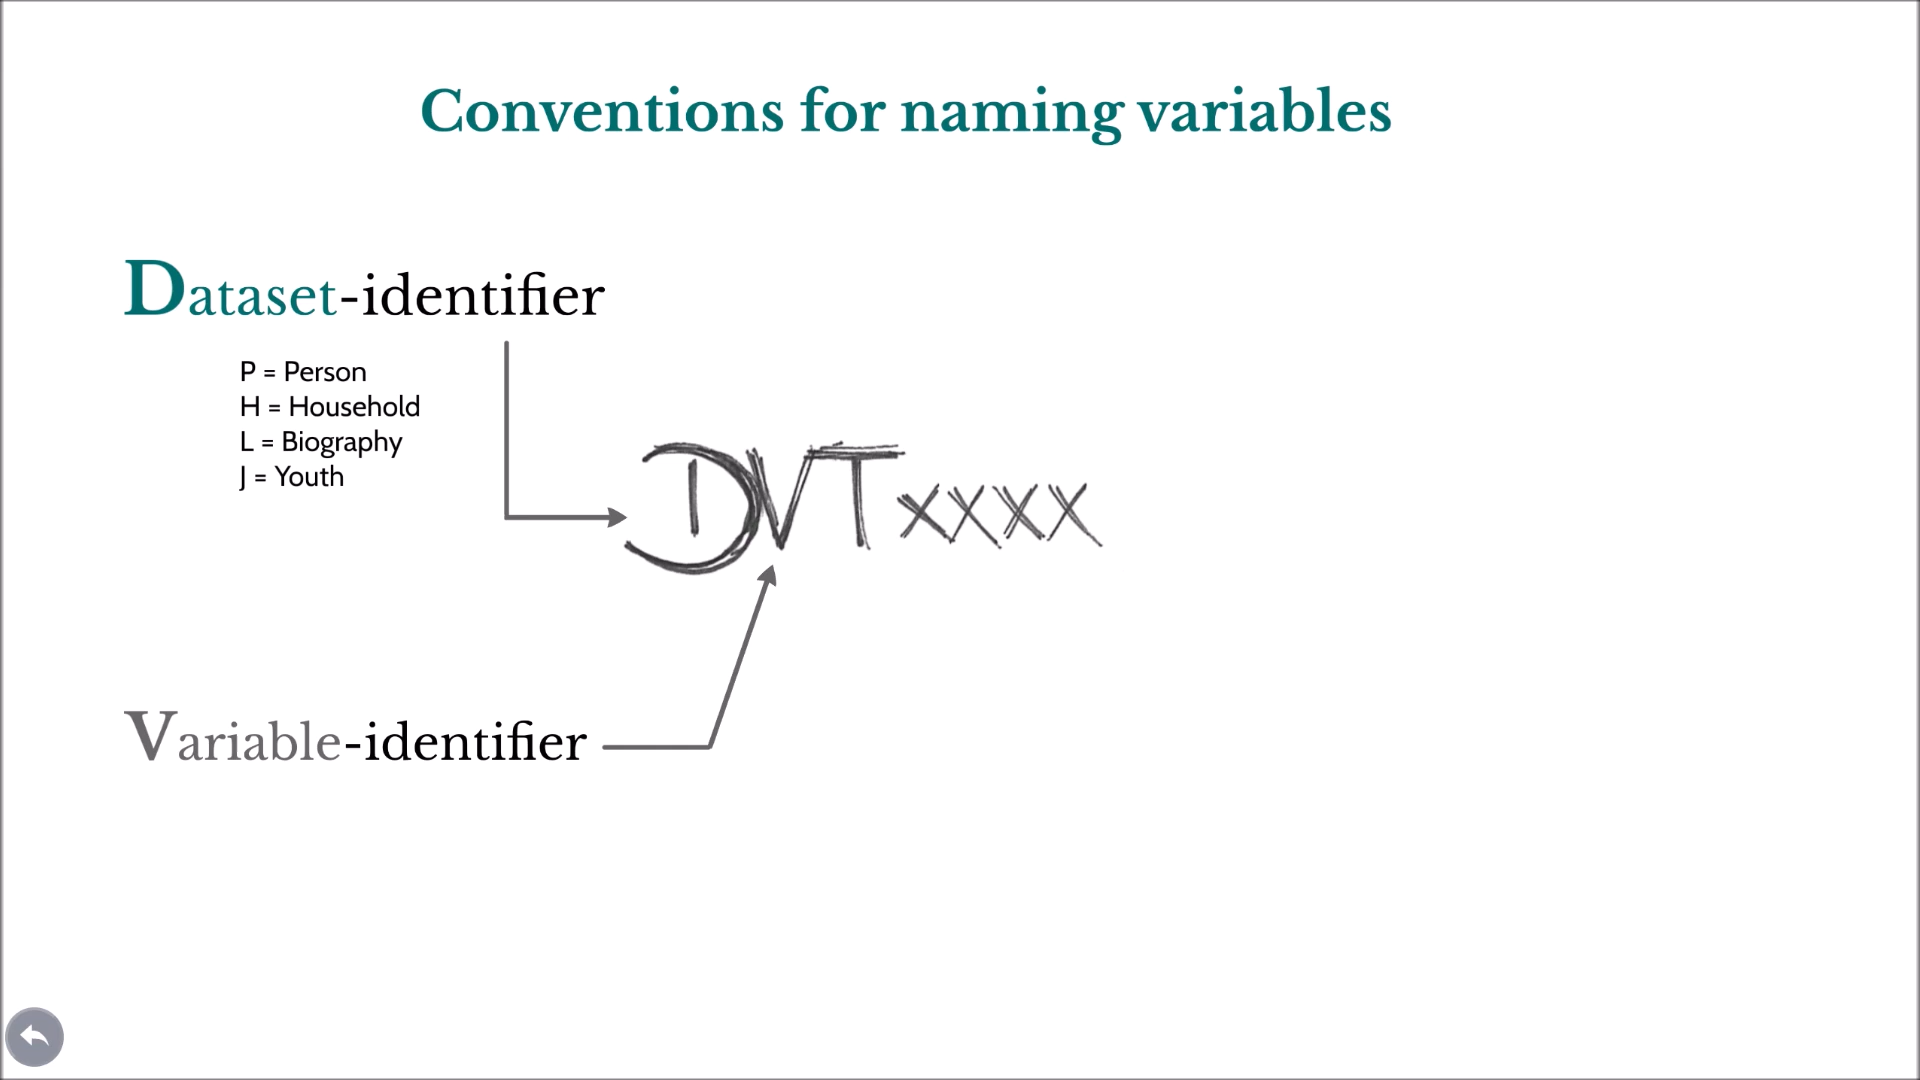 Conventions for naming variables
Dataset-identifier
P = Person
H = Household
L = Biography
J = Youth
DVTxxxx
Variable-identifier